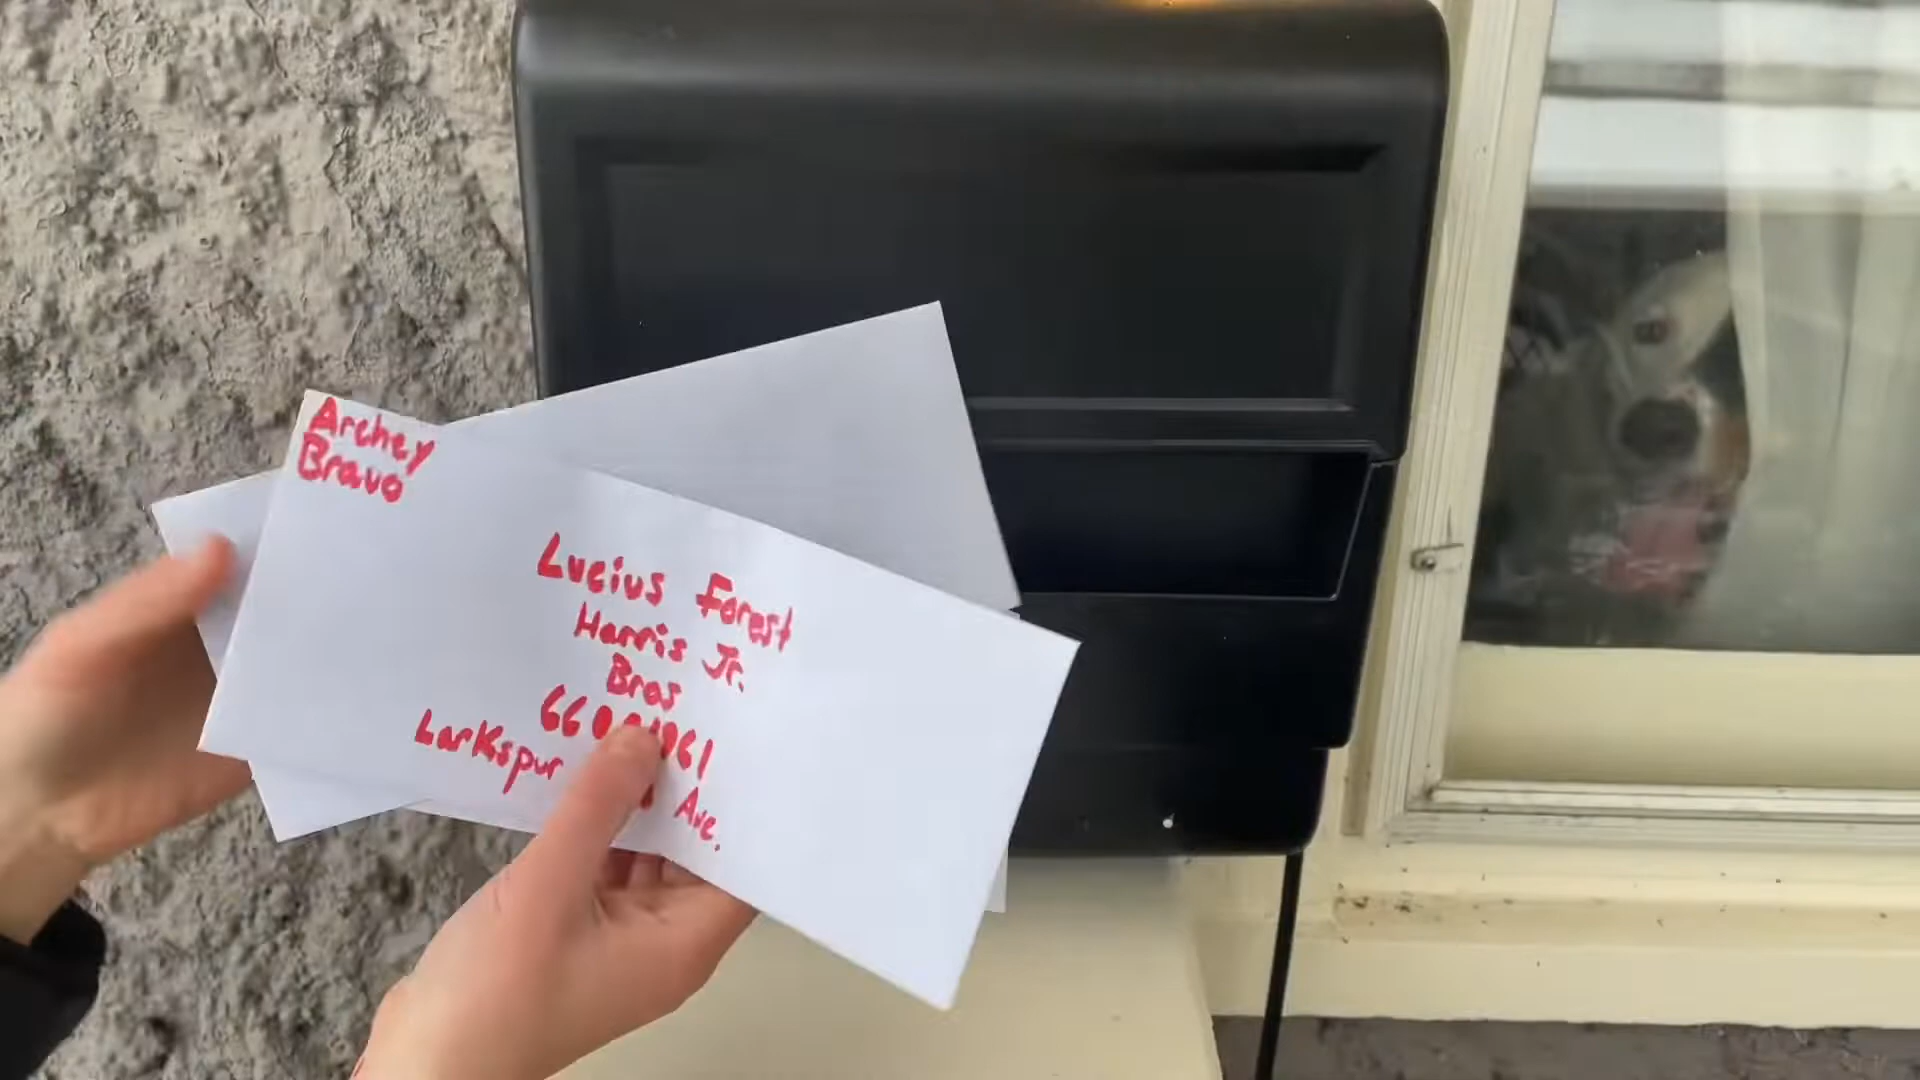 Archey
Bravo
Lucius Forest
Harris Jr.
Bros
Larkspur Ave.